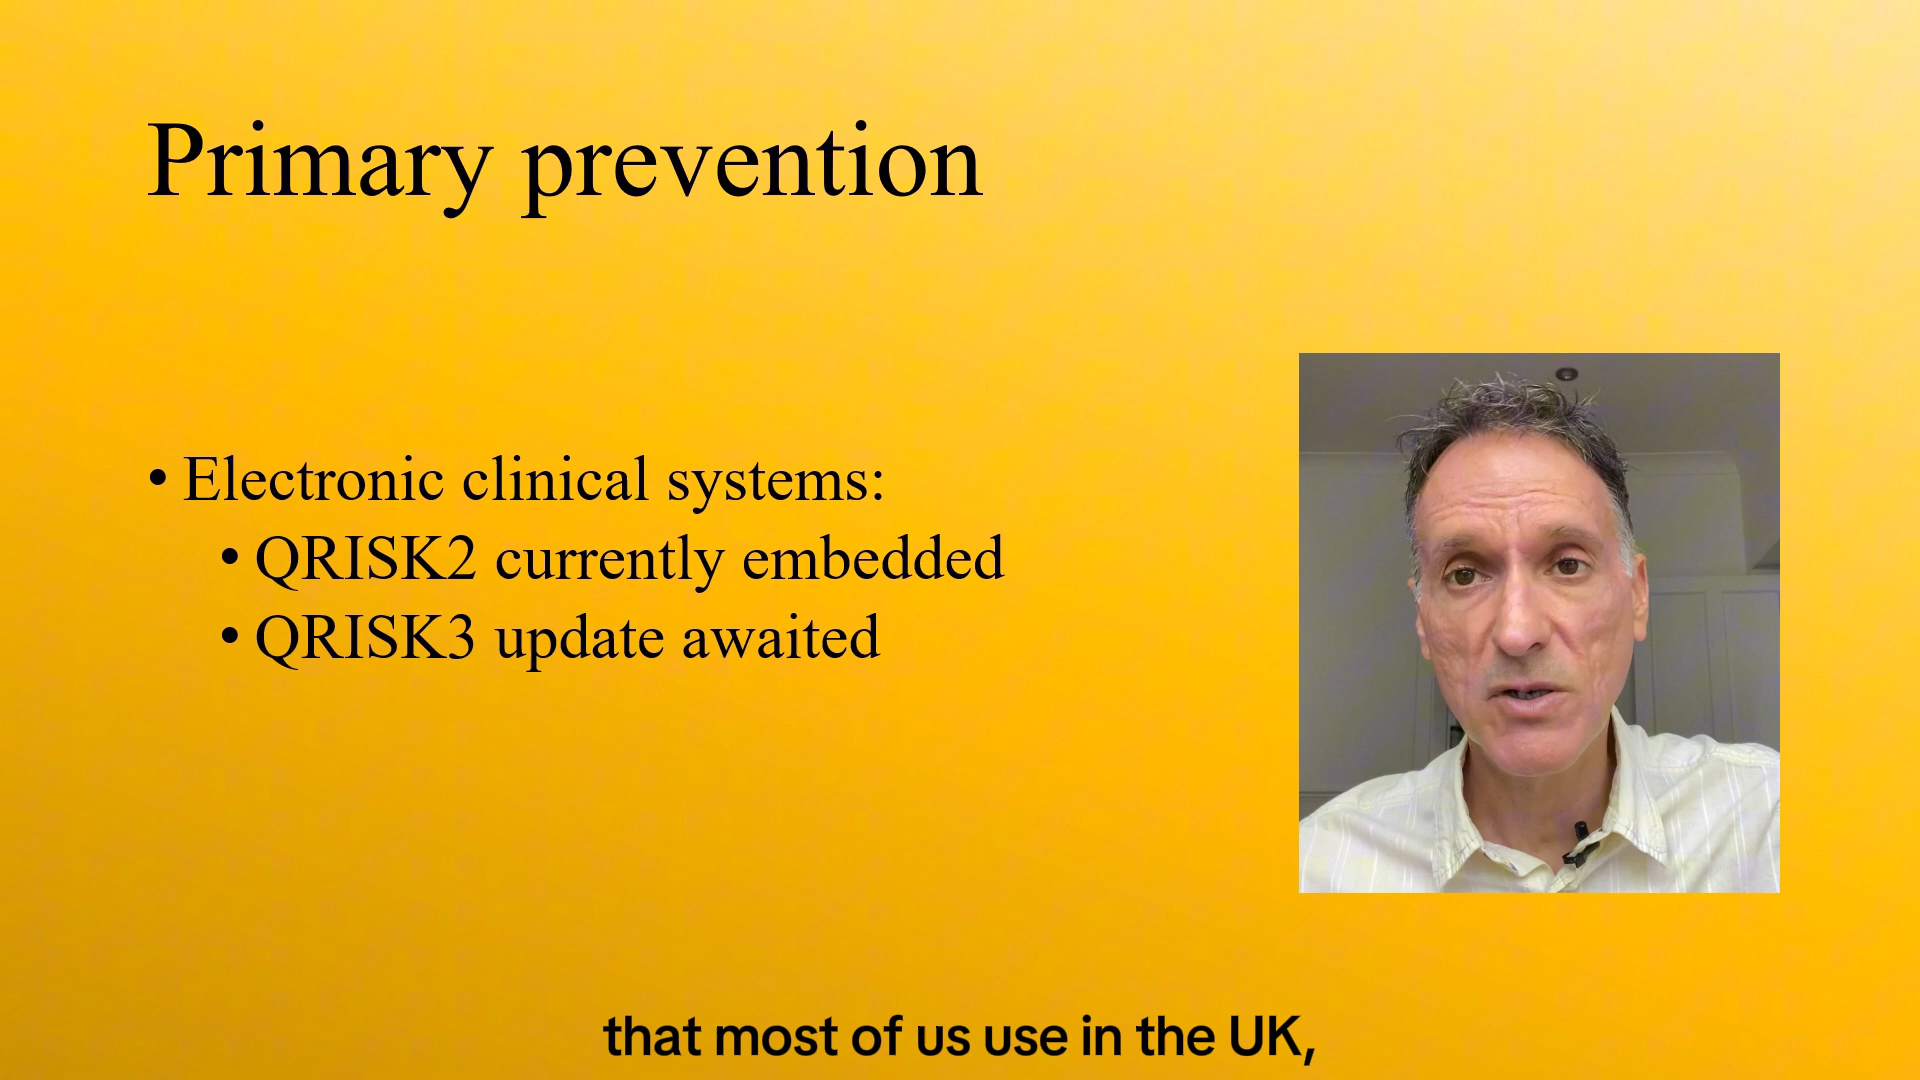 Primary prevention
• Electronic clinical systems:
• QRISK2 currently embedded
• QRISK3 update awaited
that most of us use in the UK,